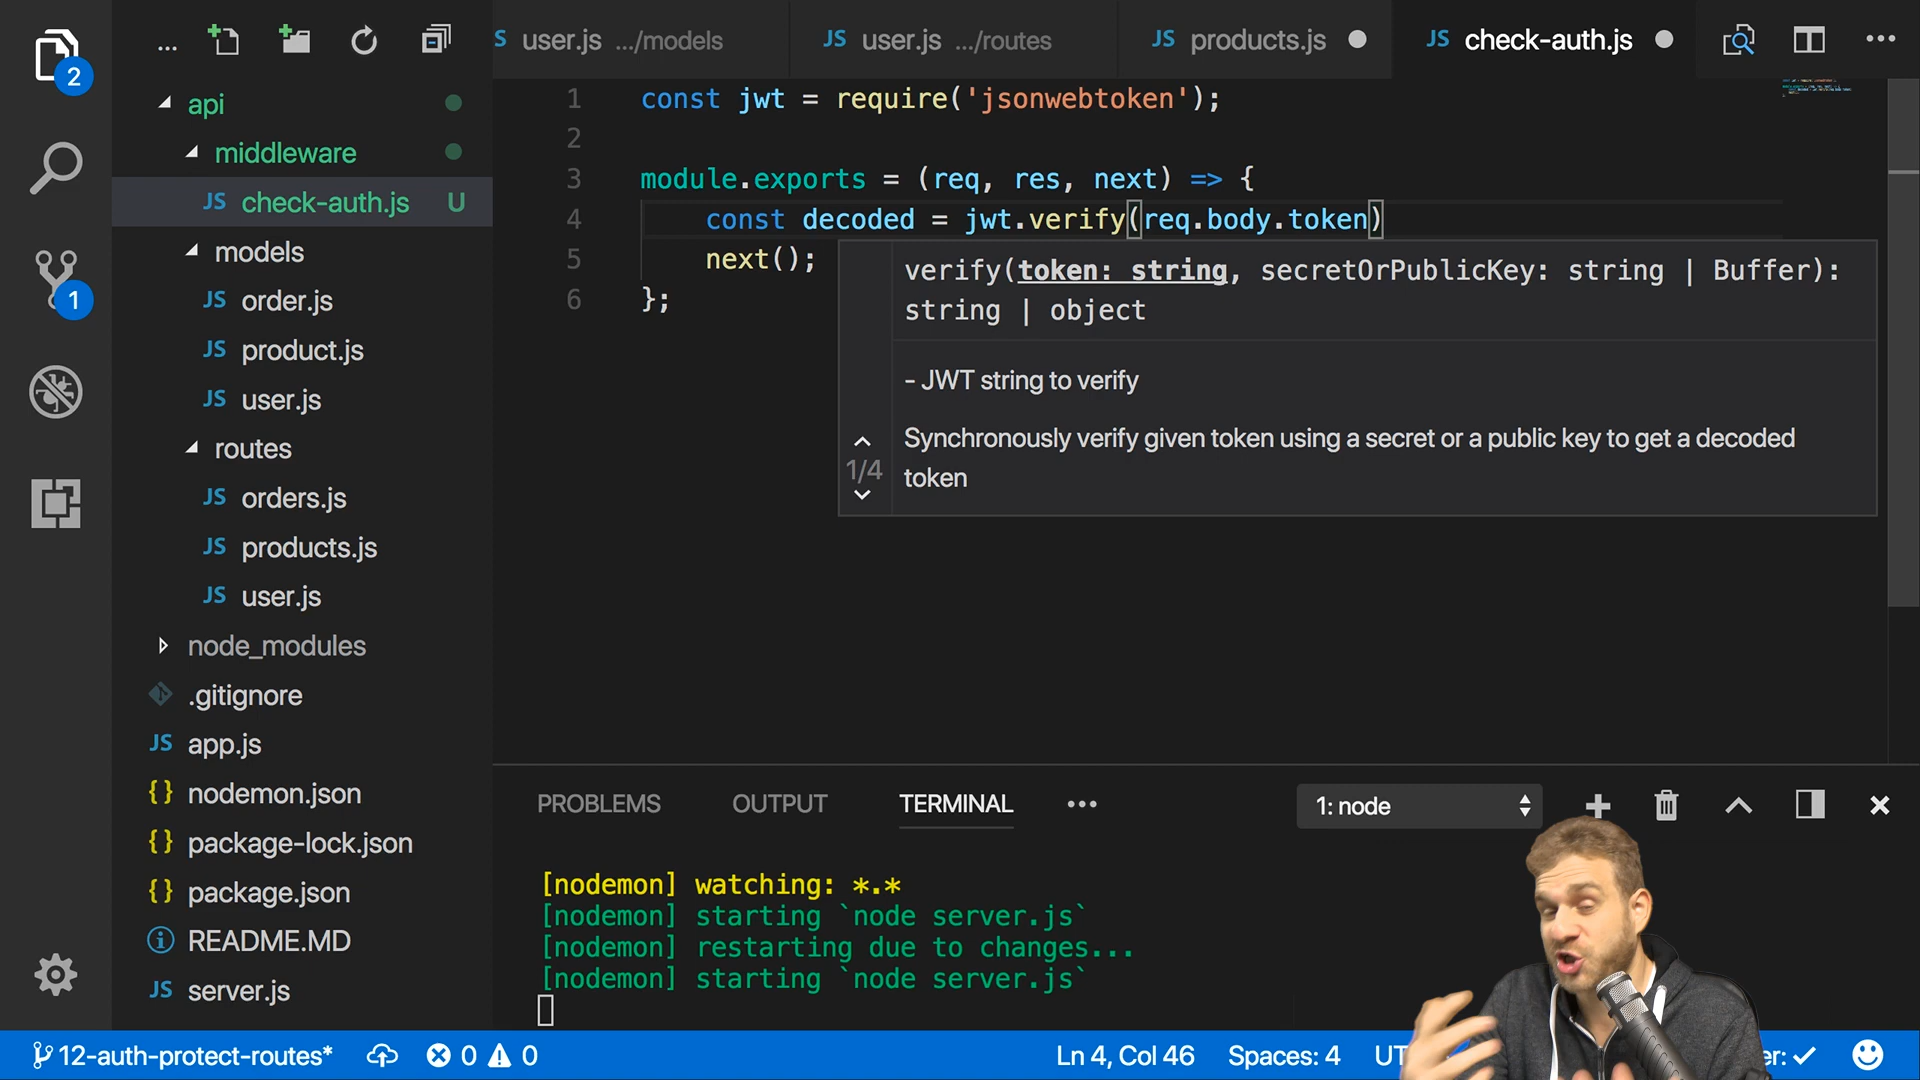 2
1
...
api
middleware
JS check-auth.js U
models
JS order.js
JS product.js
JS user.js
routes
JS orders.js
JS products.js
JS user.js
node_modules
.gitignore
JS app.js
{} nodemon.json
{} package-lock.json
{} package.json
README.MD
JS server.js
S user.js .../models
JS user.js .../routes
JS products.js
JS check-auth.js
1 const jwt = require('jsonwebtoken');
2
3 module.exports = (req, res, next) => {
4 const decoded = jwt.verify(req.body.token)
5 next();
6 };
verify(token: string, secretOrPublicKey: string | Buffer):
string | object
- JWT string to verify
1/4
Synchronously verify given token using a secret or a public key to get a decoded
token
PROBLEMS OUTPUT TERMINAL ... 1: node
[nodemon] watching: *.*
[nodemon] starting `node server.js`
[nodemon] restarting due to changes...
[nodemon] starting `node server.js`
12-auth-protect-routes* 0 0 Ln 4, Col 46 Spaces: 4